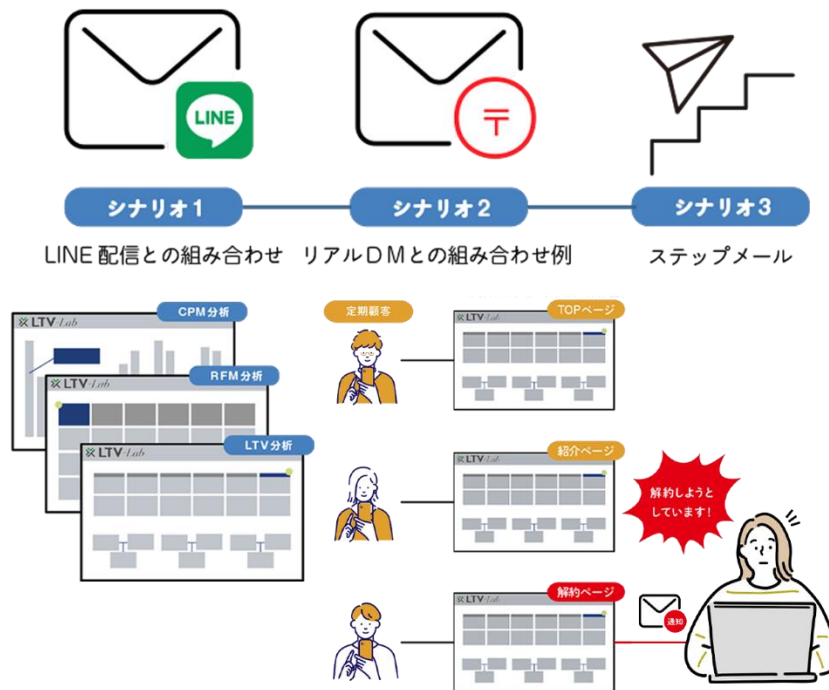 LINE
〒
シナリオ1
シナリオ2
シナリオ3
LINE 配信との組み合わせ
リアルDMとの組み合わせ例
ステップメール
CPM分析
LTV-Lab
RFM分析
LTV-Lab
LTV分析
LTV-Lab
定期顧客
TOPページ
LTV-Lab
紹介ページ
LTV-Lab
解約しようと
しています!
解約ページ
LTV-Lab
通知